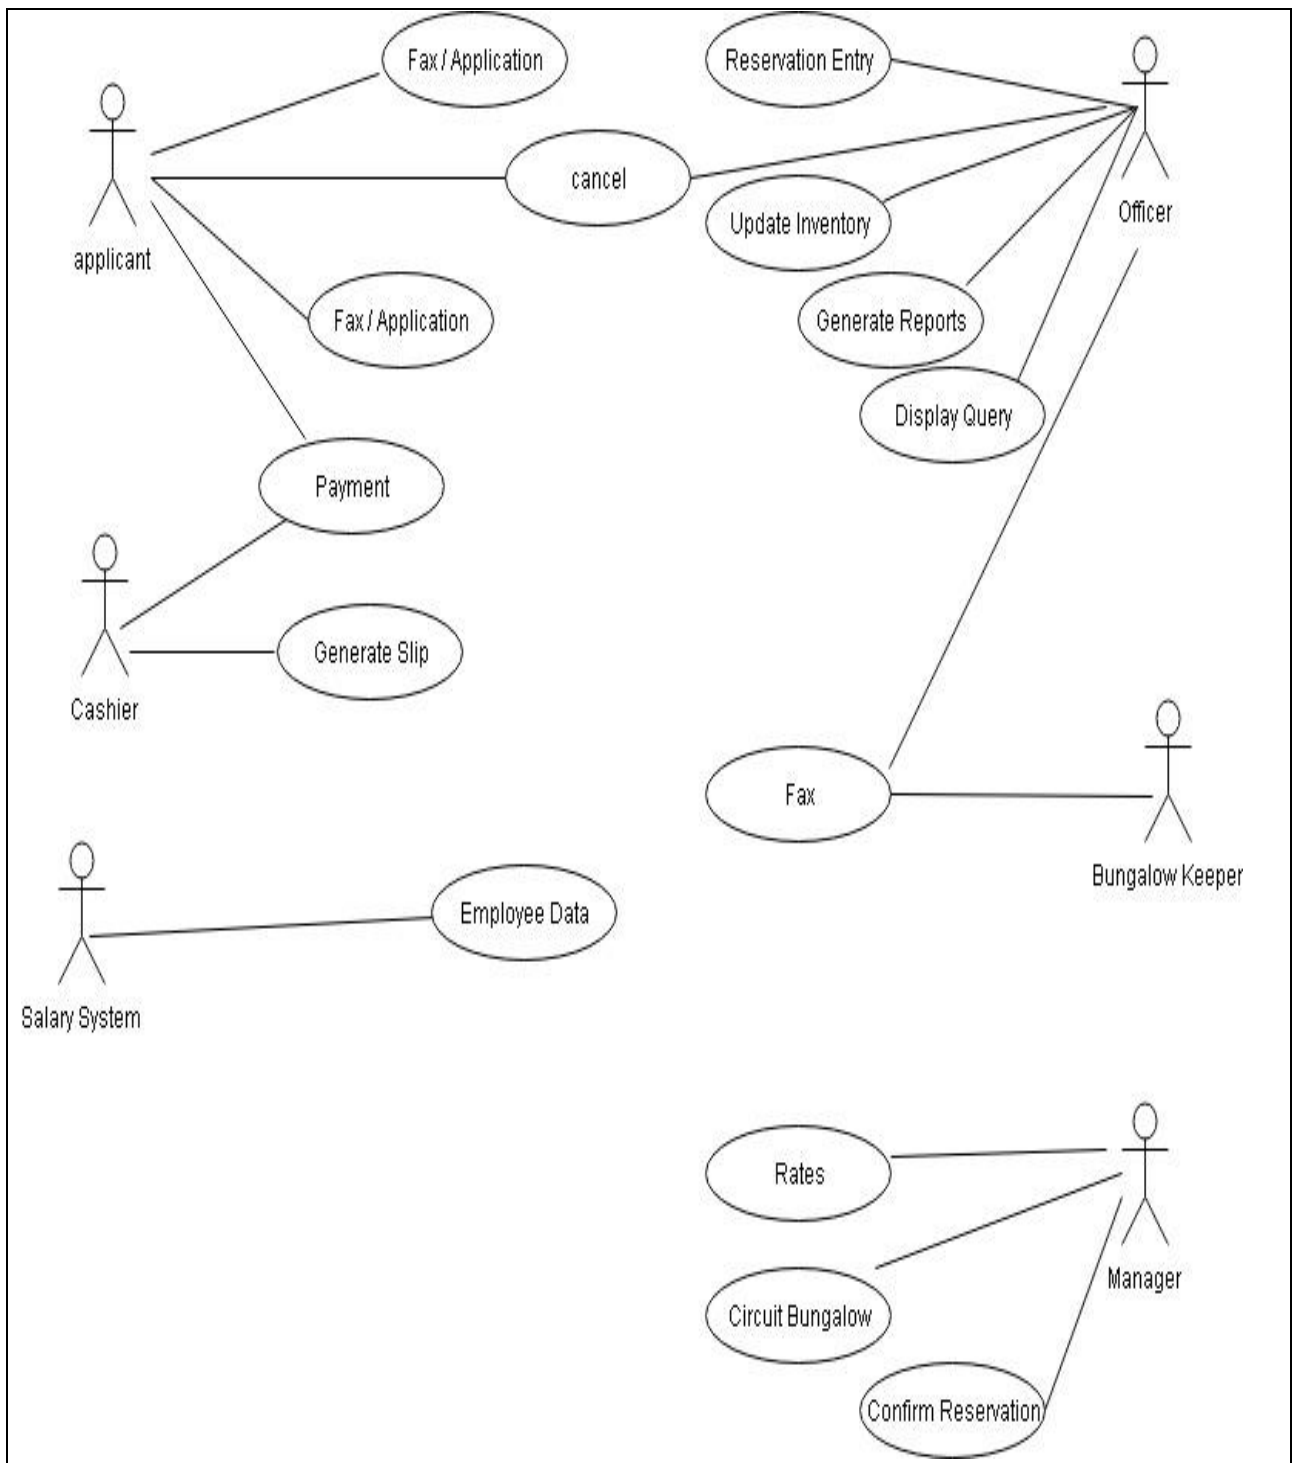 Fax / Application
Reservation Entry
cancel
Officer
Update Inventory
applicant
Fax / Application
Generate Reports
Display Query
Payment
Generate Slip
Cashier
Fax
Bungalow Keeper
Employee Data
Salary System
Rates
Manager
Circuit Bungalow
Confirm Reservation